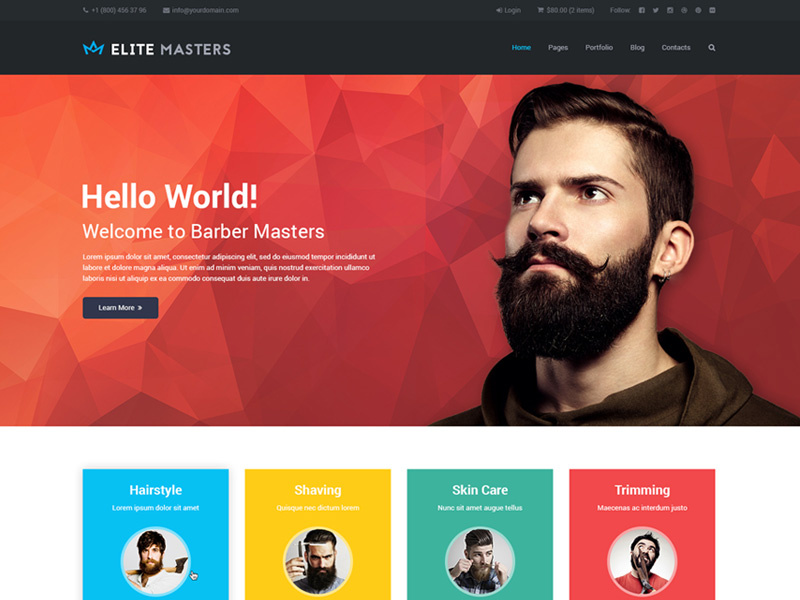 +1 (800) 456 37 96 info@yourdomain.com Login $80.00 (2 items) Follow:
ELITE MASTERS Home Pages Portfolio Blog Contacts
Hello World!
Welcome to Barber Masters
Lorem ipsum dolor sit amet, consectetur adipiscing elit, sed do eiusmod tempor incididunt ut
labore et dolore magna aliqua. Ut enim ad minim veniam, quis nostrud exercitation ullamco
laboris nisi ut aliquip ex ea commodo consequat duis aute irure dolor in.
Learn More »
Hairstyle Shaving Skin Care Trimming
Lorem ipsum dolor sit amet Quisque nec dictum lorem Nunc sit amet augue tellus Maecenas ac interdum justo